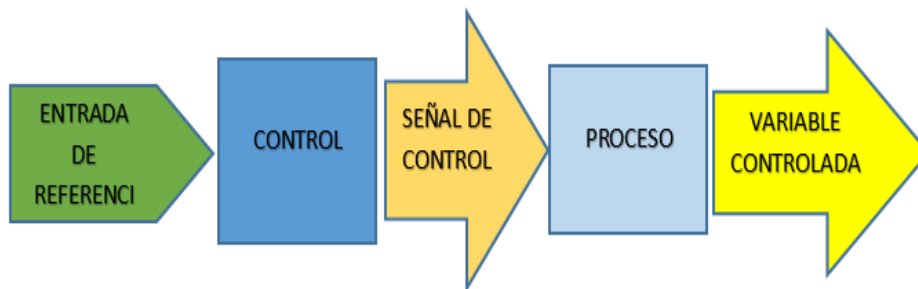 ENTRADA
DE
REFERENCI
CONTROL
SEÑAL DE
CONTROL
PROCESO
VARIABLE
CONTROLADA